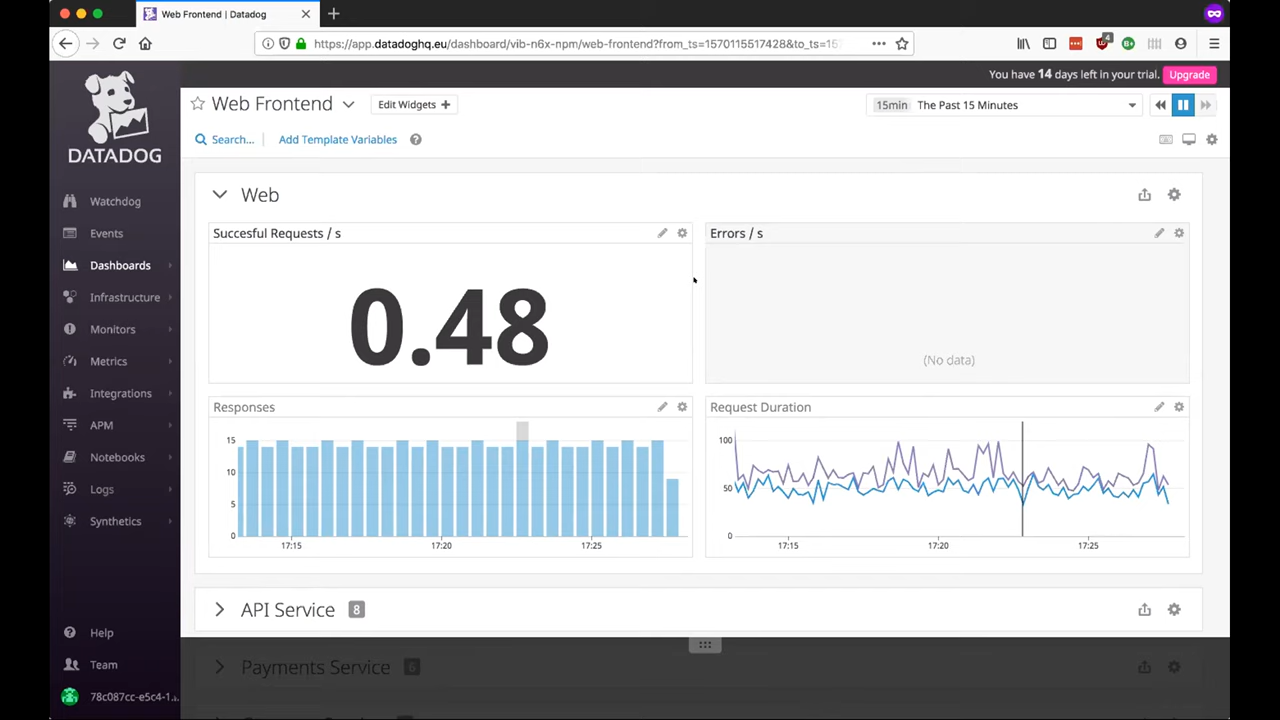 Web Frontend | Datadog
https://app.datadoghq.eu/dashboard/vib-n6x-npm/web-frontend?from_ts=1570115517428&to_ts=15
4
You have 14 days left in your trial. Upgrade
DATADOG
Web Frontend
Edit Widgets +
15min The Past 15 Minutes
Search...
Add Template Variables
?
Watchdog
Events
Dashboards
Infrastructure
Monitors
Metrics
Integrations
APM
Notebooks
Logs
Synthetics
Help
Team
78c087cc-e5c4-1...
Web
Succesful Requests / s
0.48
Errors / s
(No data)
Responses
15
10
5
0
17:15 17:20 17:25
Request Duration
100
50
0
17:15 17:20 17:25
API Service 8
Payments Service 6